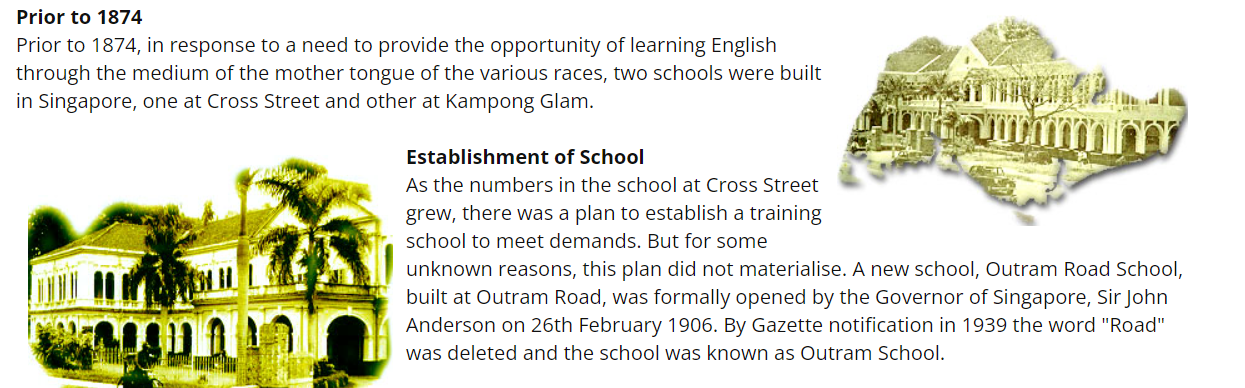 Prior to 1874
Prior to 1874, in response to a need to provide the opportunity of learning English
through the medium of the mother tongue of the various races, two schools were built
in Singapore, one at Cross Street and other at Kampong Glam.
Establishment of School
As the numbers in the school at Cross Street
grew, there was a plan to establish a training
school to meet demands. But for some
unknown reasons, this plan did not materialise. A new school, Outram Road School,
built at Outram Road, was formally opened by the Governor of Singapore, Sir John
Anderson on 26th February 1906. By Gazette notification in 1939 the word "Road"
was deleted and the school was known as Outram School.